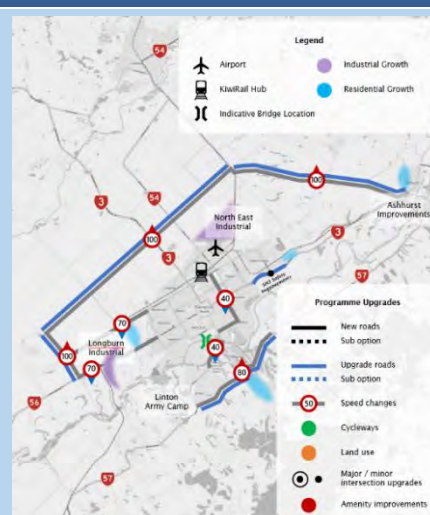 54
Legend
Airport
Industrial Growth
KiwiRail Hub
Residential Growth
Indicative Bridge Location
100
3
54
3
100
North East
Industrial
Ashhurst
Improvements
3
57
40
70
Longburn
Industrial
100
70
40
80
56
Linton
Army Camp
57
Programme Upgrades
New roads
Sub option
Upgrade roads
Sub option
50
Speed changes
Cycleways
Land use
Major / minor
intersection upgrades
Amenity improvements